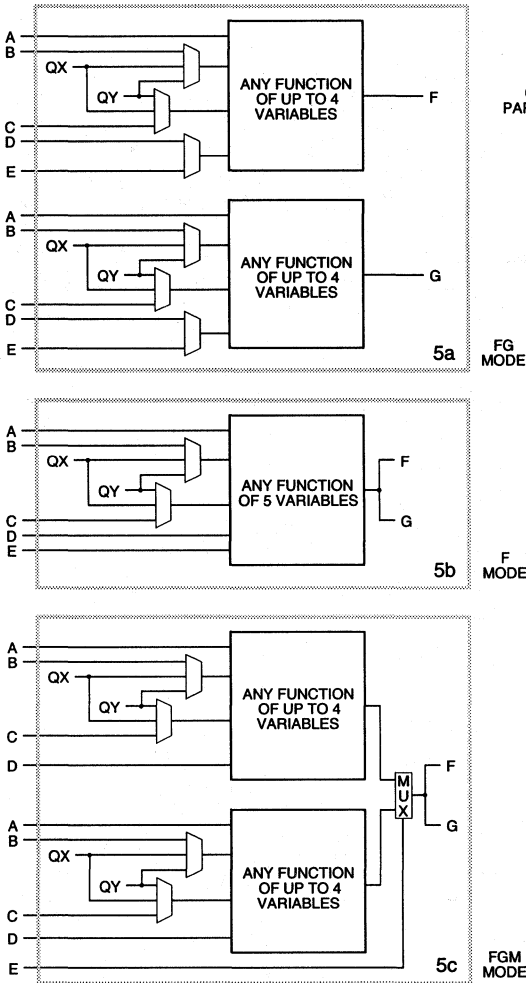 A
B
QX
QY
C
D
E
ANY FUNCTION
OF UP TO 4
VARIABLES
F
A
B
QX
QY
C
D
E
ANY FUNCTION
OF UP TO 4
VARIABLES
G
5a
FG
MODE
A
B
QX
QY
C
D
E
ANY FUNCTION
OF 5 VARIABLES
F
G
5b
F
MODE
A
B
QX
QY
C
D
ANY FUNCTION
OF UP TO 4
VARIABLES
A
B
QX
QY
C
D
E
ANY FUNCTION
OF UP TO 4
VARIABLES
MUX
F
G
5c
FGM
MODE